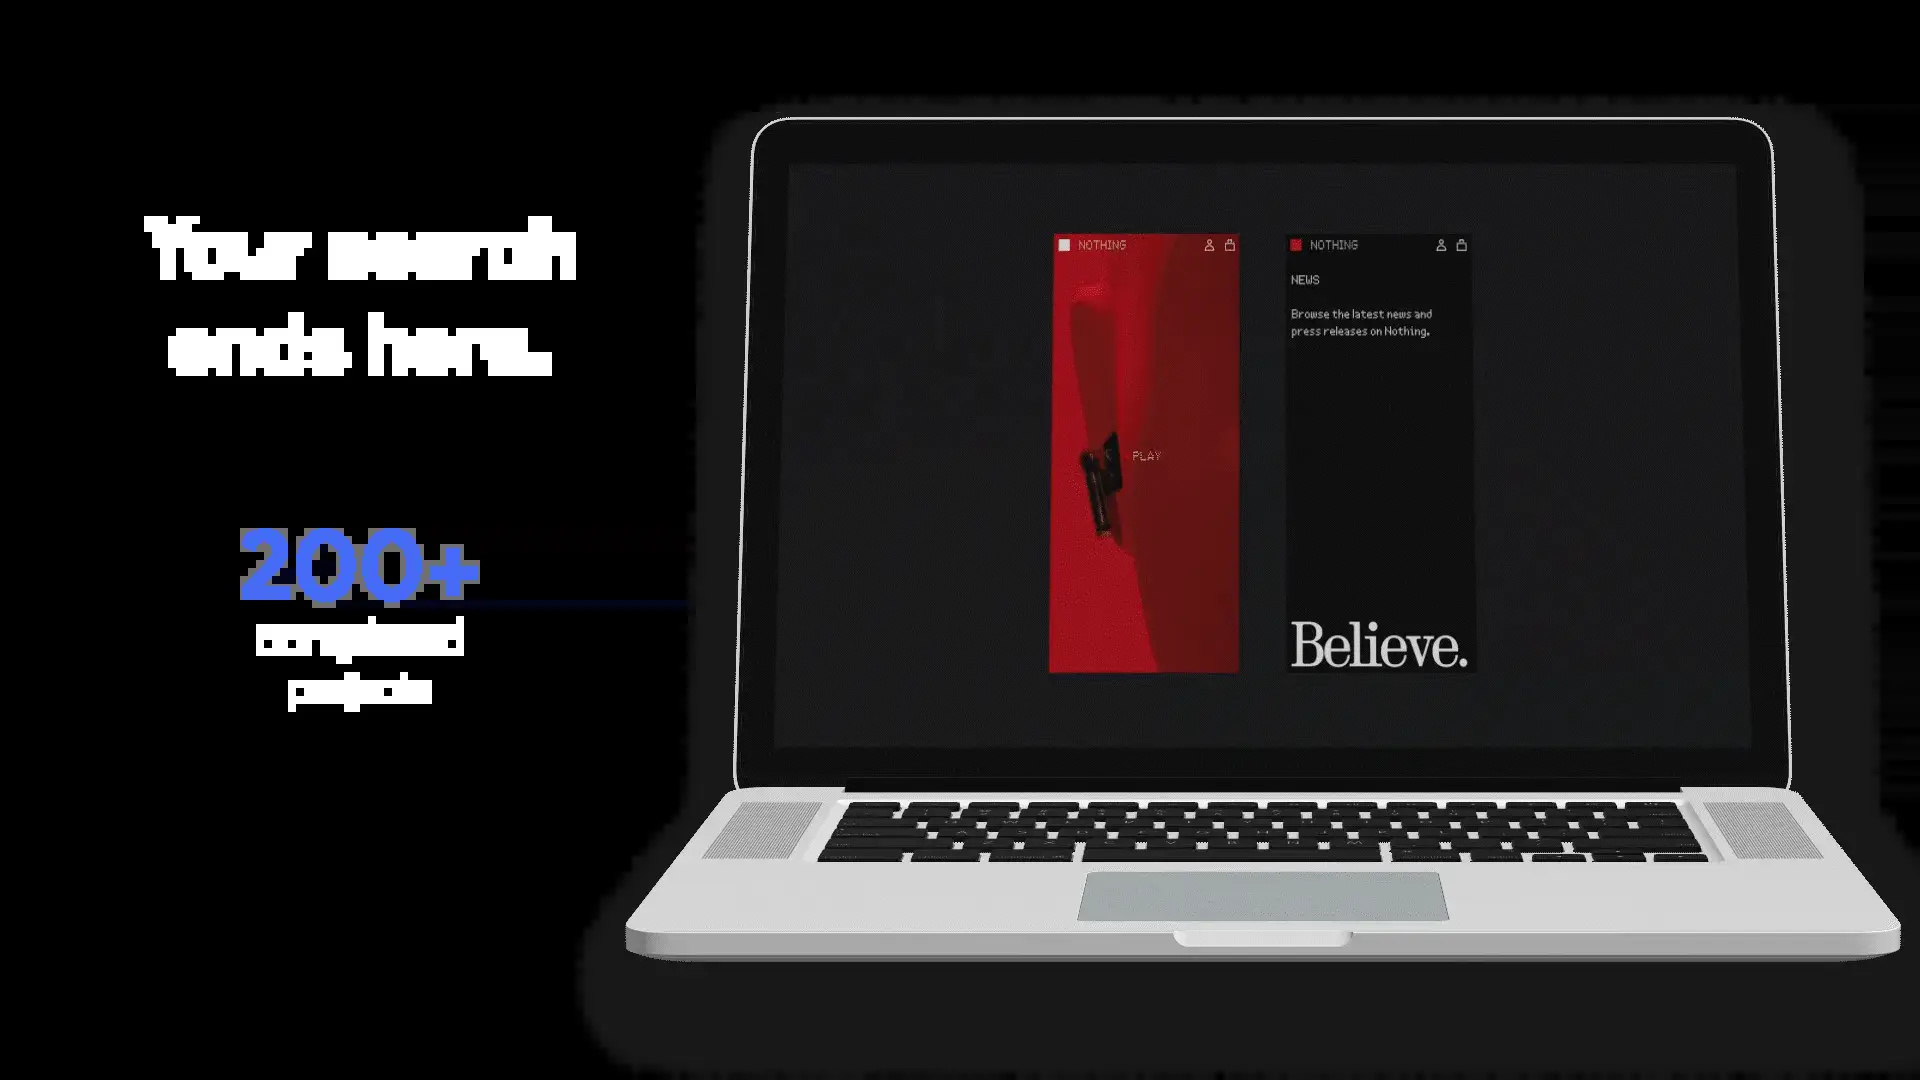 Your search
ends here.
200+
completed
projects
NOTHING
PLAY
NOTHING
NEWS
Browse the latest news and
press releases on Nothing.
Believe.